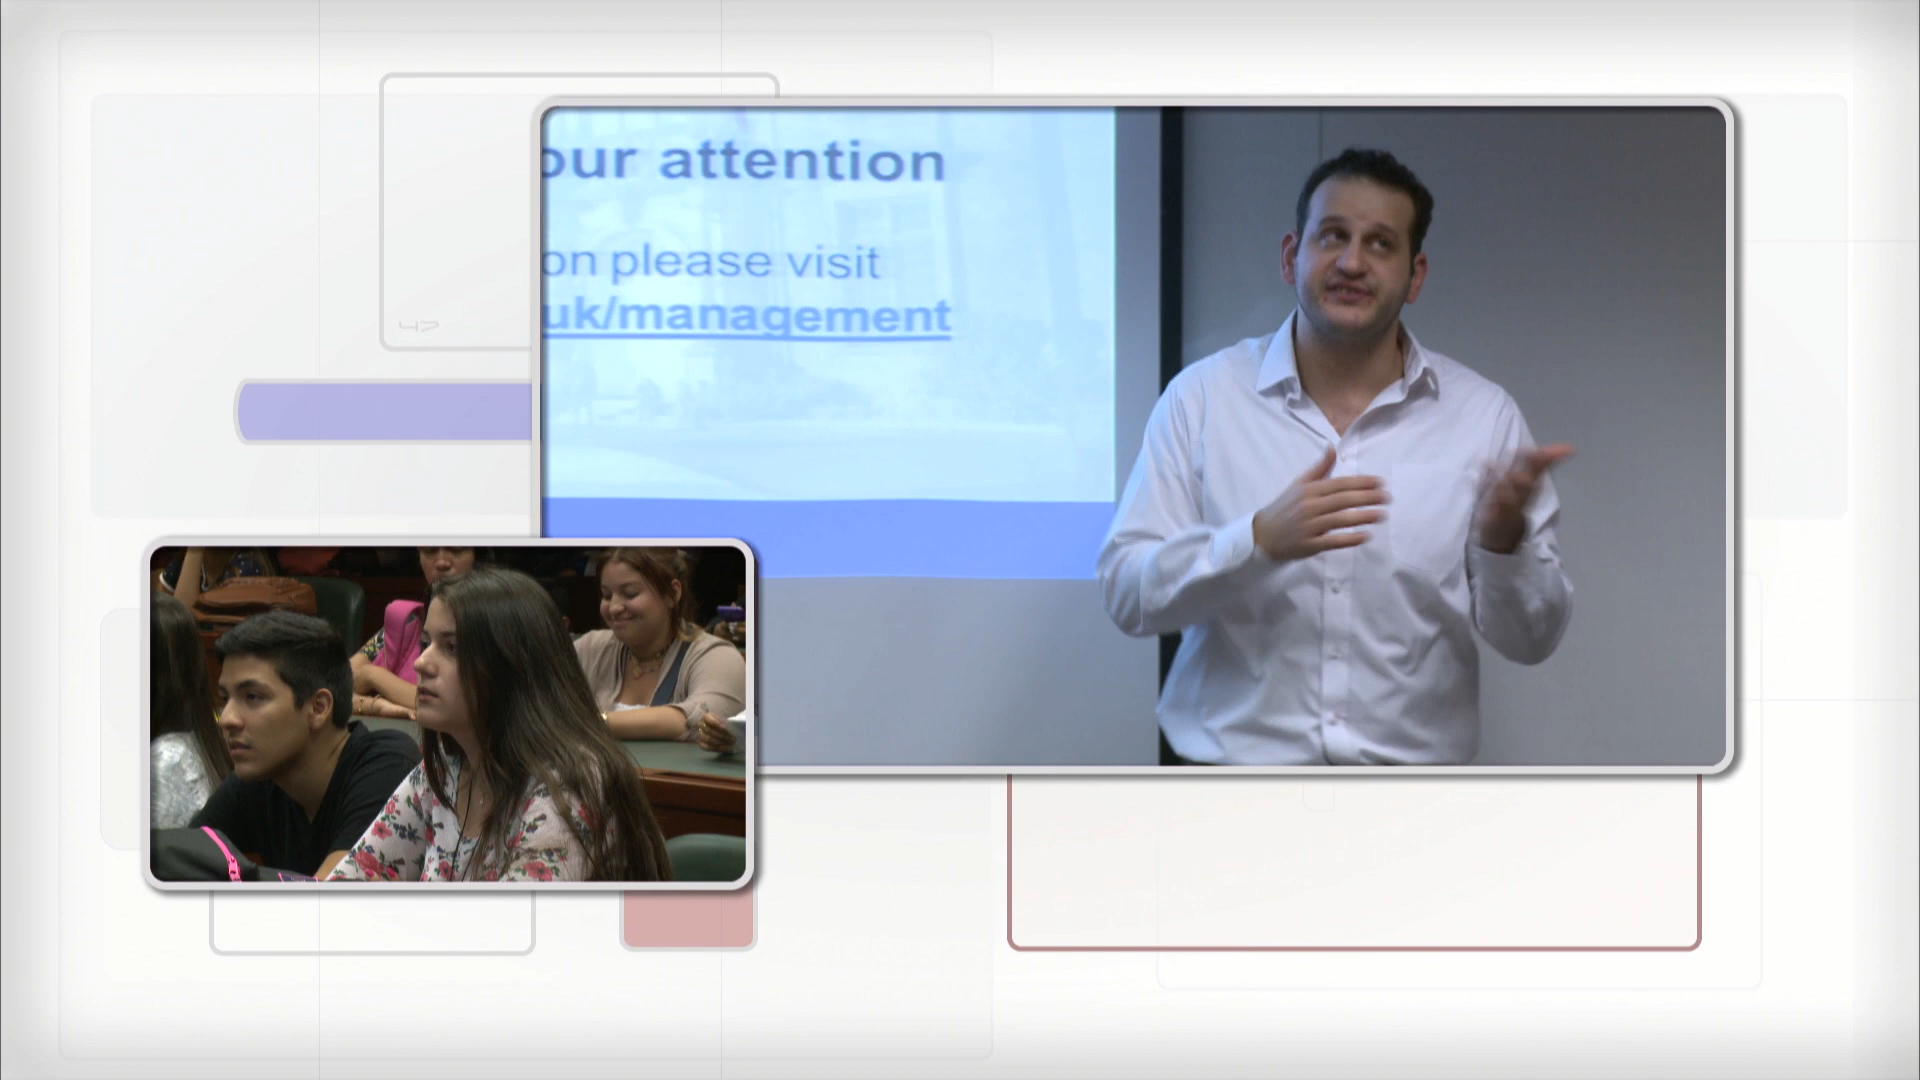 our attention
on please visit
uk/management